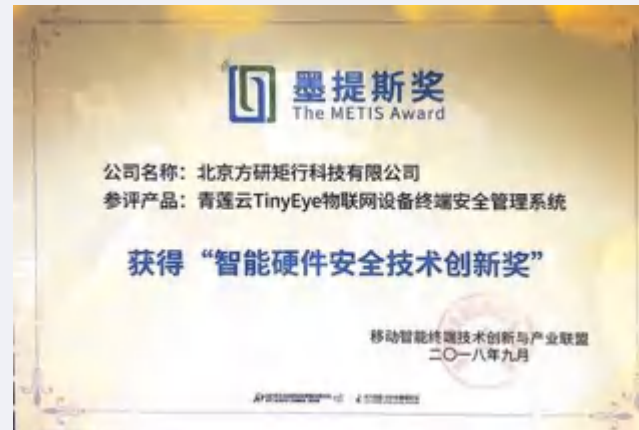 墨提斯奖
The METIS Award
公司名称：北京方研矩行科技有限公司
参评产品：青莲云TinyEye物联网设备终端安全管理系统
获得“智能硬件安全技术创新奖”
移动智能终端技术创新与产业联盟
二〇一八年九月